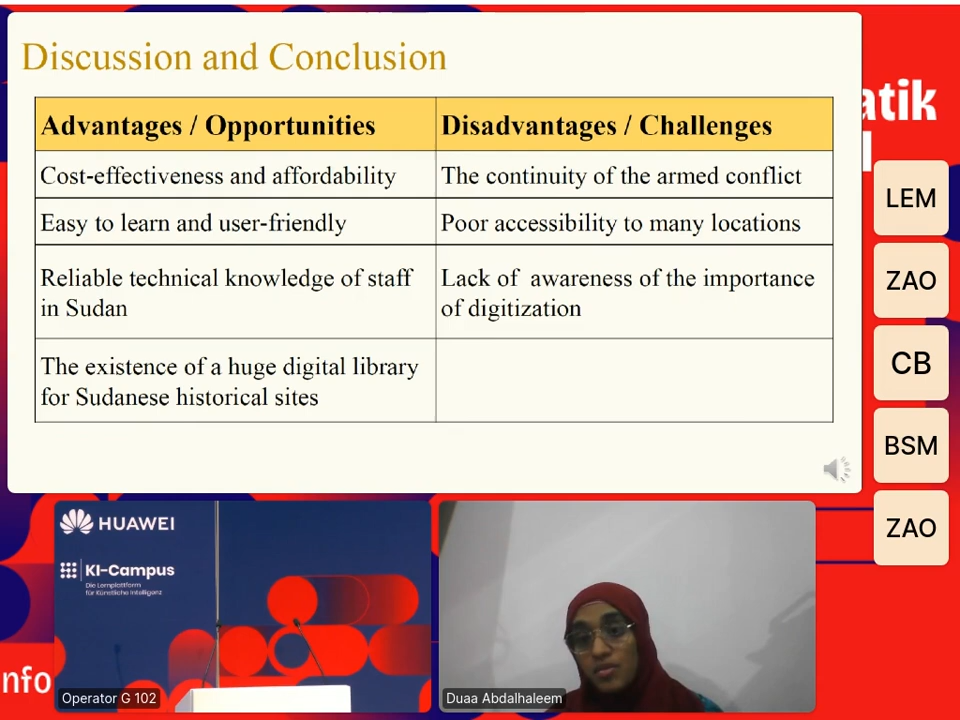 Discussion and Conclusion
Advantages / Opportunities
Disadvantages / Challenges
Cost-effectiveness and affordability
The continuity of the armed conflict
Easy to learn and user-friendly
Poor accessibility to many locations
Reliable technical knowledge of staff
in Sudan
Lack of awareness of the importance
of digitization
The existence of a huge digital library
for Sudanese historical sites
atik
LEM
ZAO
CB
BSM
ZAO
HUAWEI
KI-Campus
Die Lernplattform
für Künstliche Intelligenz
nfo
Operator G 102
Duaa Abdalhaleem